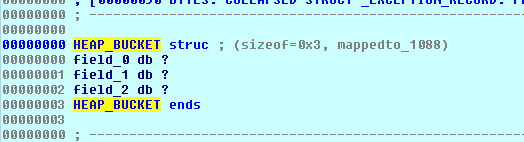 00000000 ; [00000050 BYTES. COLLAPSED STRUCT _EXCEPTION_RECORD.
00000000 ; ----------------------------------------------------------------
00000000
00000000 HEAP_BUCKET struc ; (sizeof=0x3, mappedto_1088)
00000000 field_0 db ?
00000001 field_1 db ?
00000002 field_2 db ?
00000003 HEAP_BUCKET ends
00000003
00000000 ; ----------------------------------------------------------------